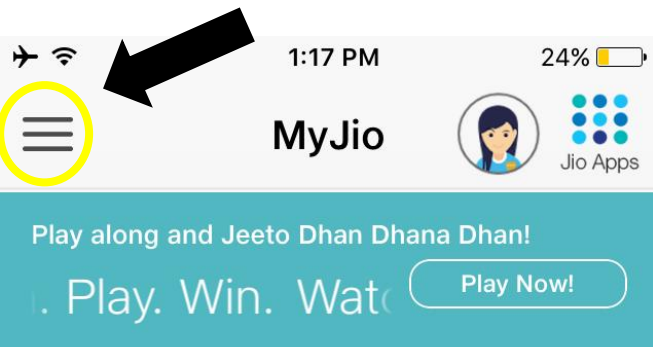 1:17 PM
24%
MyJio
Jio Apps
Play along and Jeeto Dhan Dhana Dhan!
. Play. Win.
Play Now!